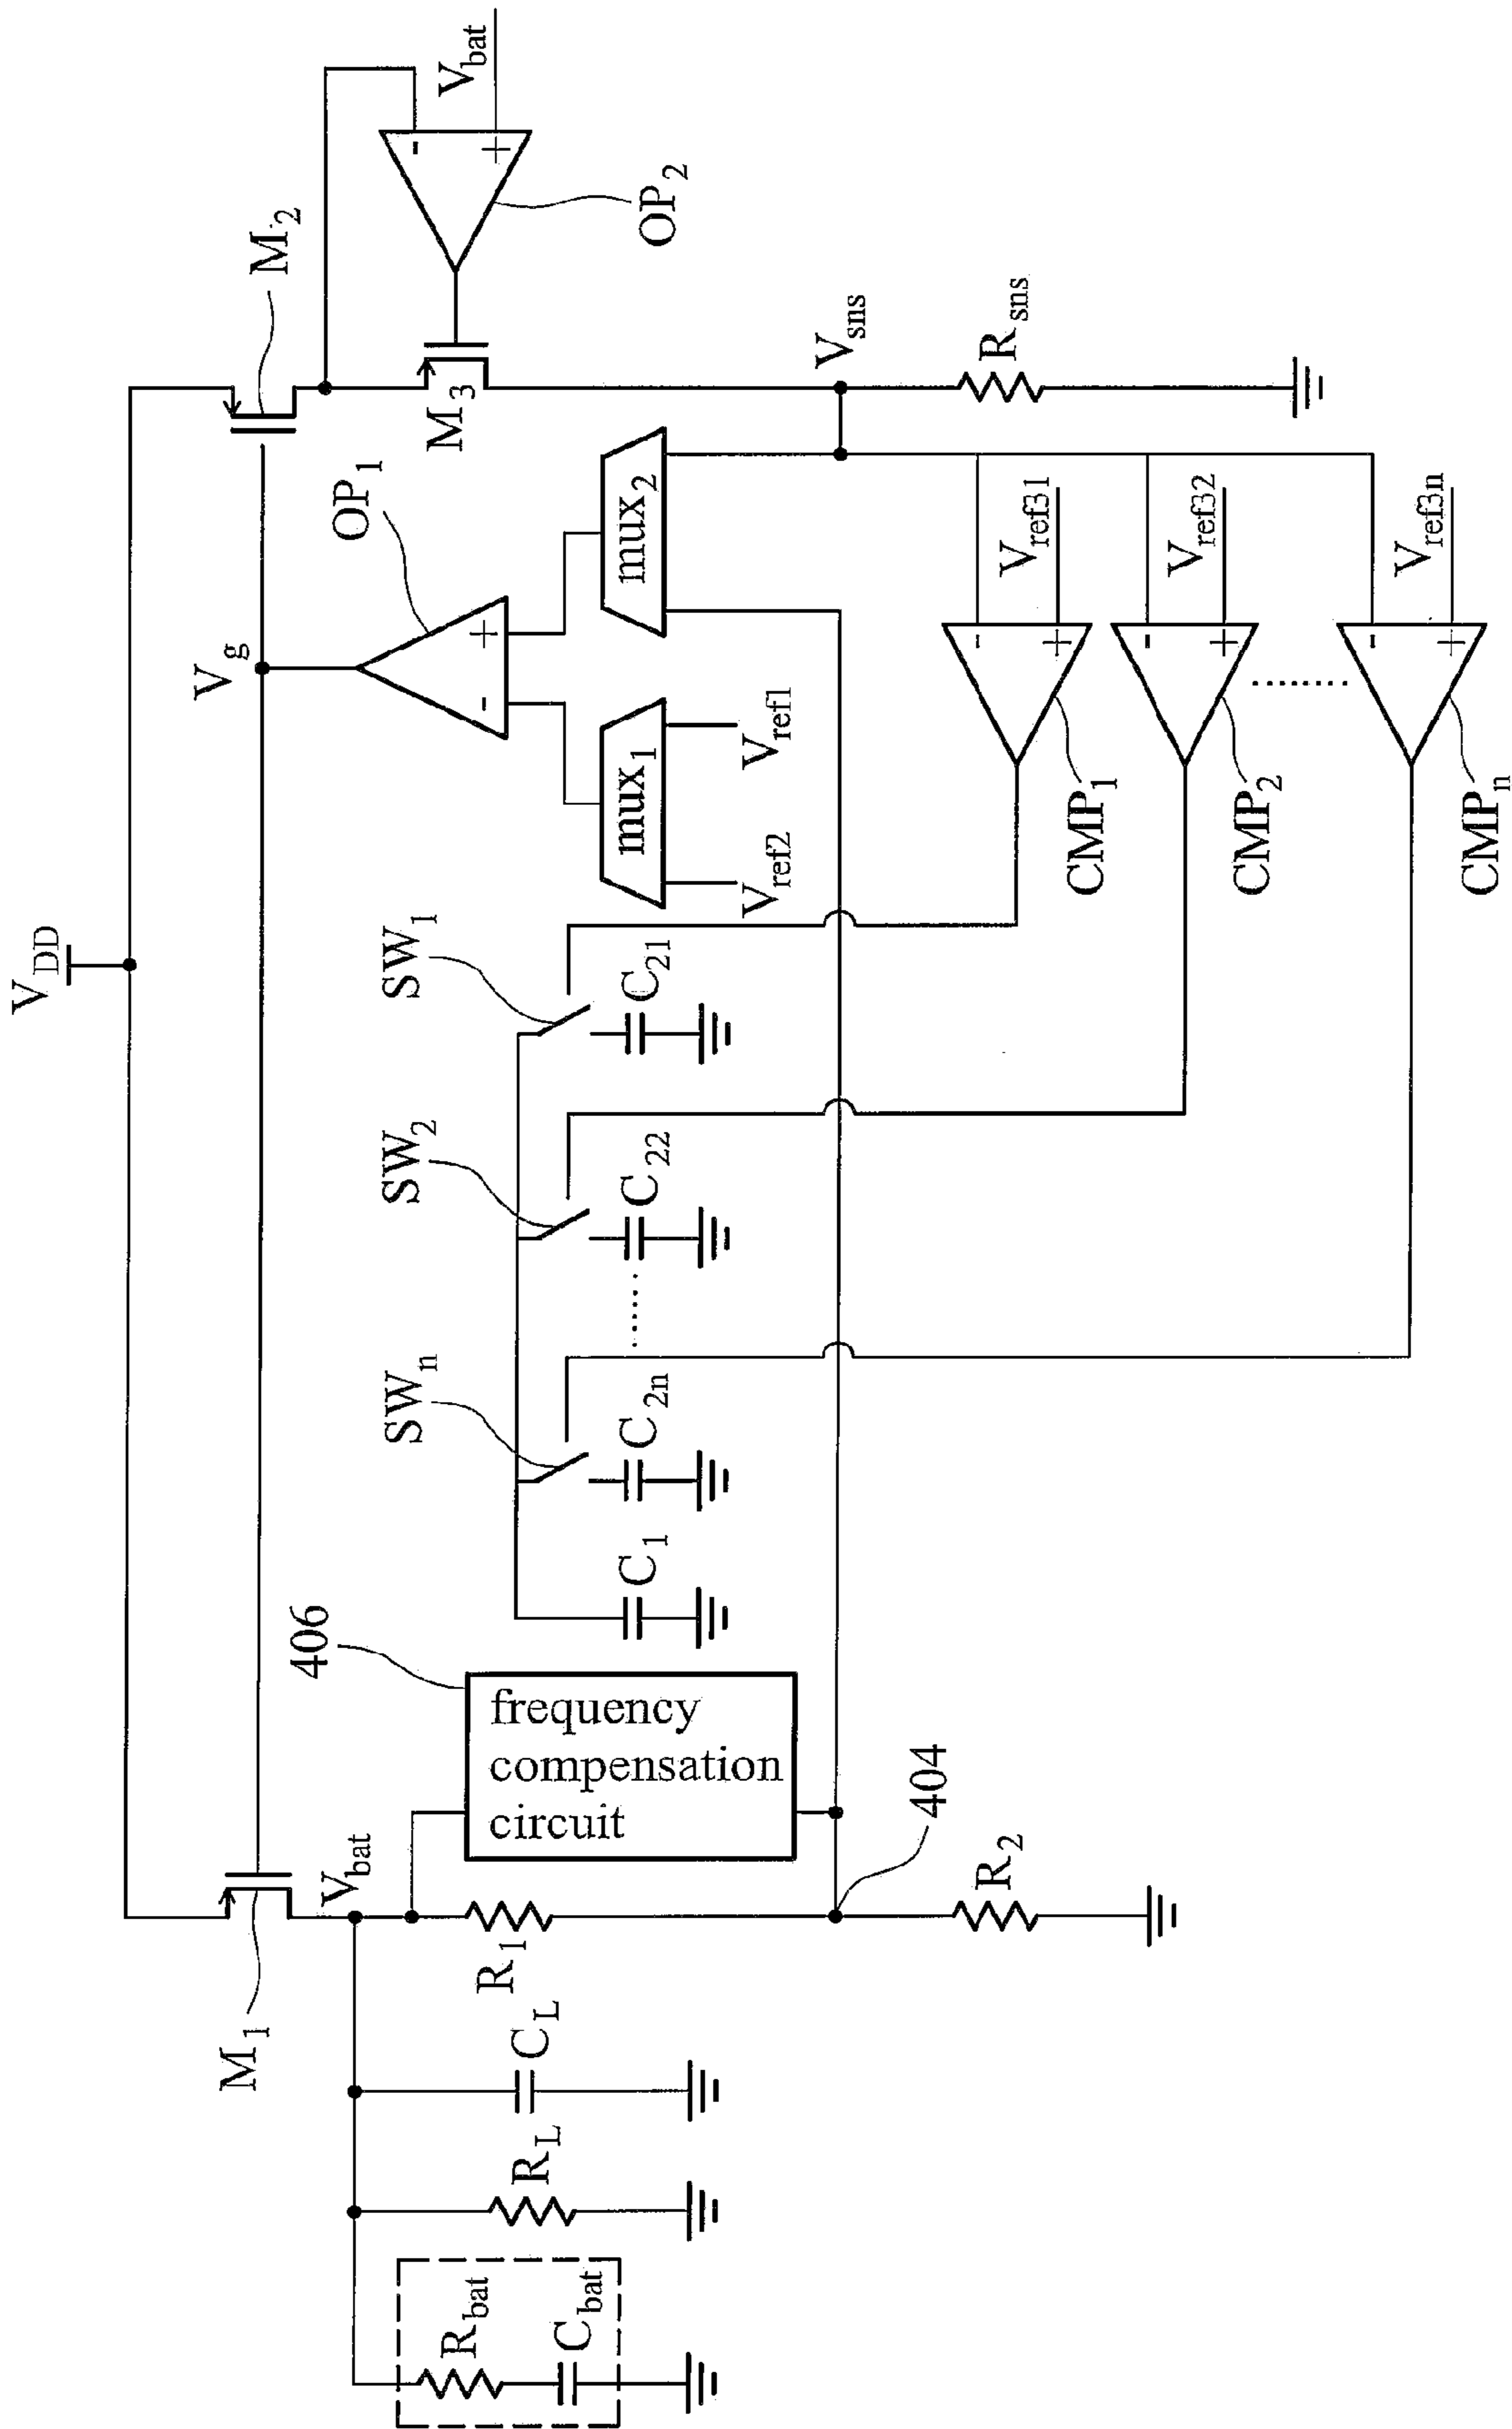 V_DD
M_1
V_g
M_2
V_bat
R_bat
C_bat
R_L
C_L
R_1
406
frequency
compensation
circuit
404
R_2
C_1
SW_n
C_2n
SW_2
C_22
SW_1
C_21
OP_1
-
+
mux_1
V_ref2
V_ref1
mux_2
M_3
OP_2
-
+
V_bat
V_sns
R_sns
-
+
V_ref31
CMP_1
-
+
V_ref32
CMP_2
-
+
V_ref3n
CMP_n